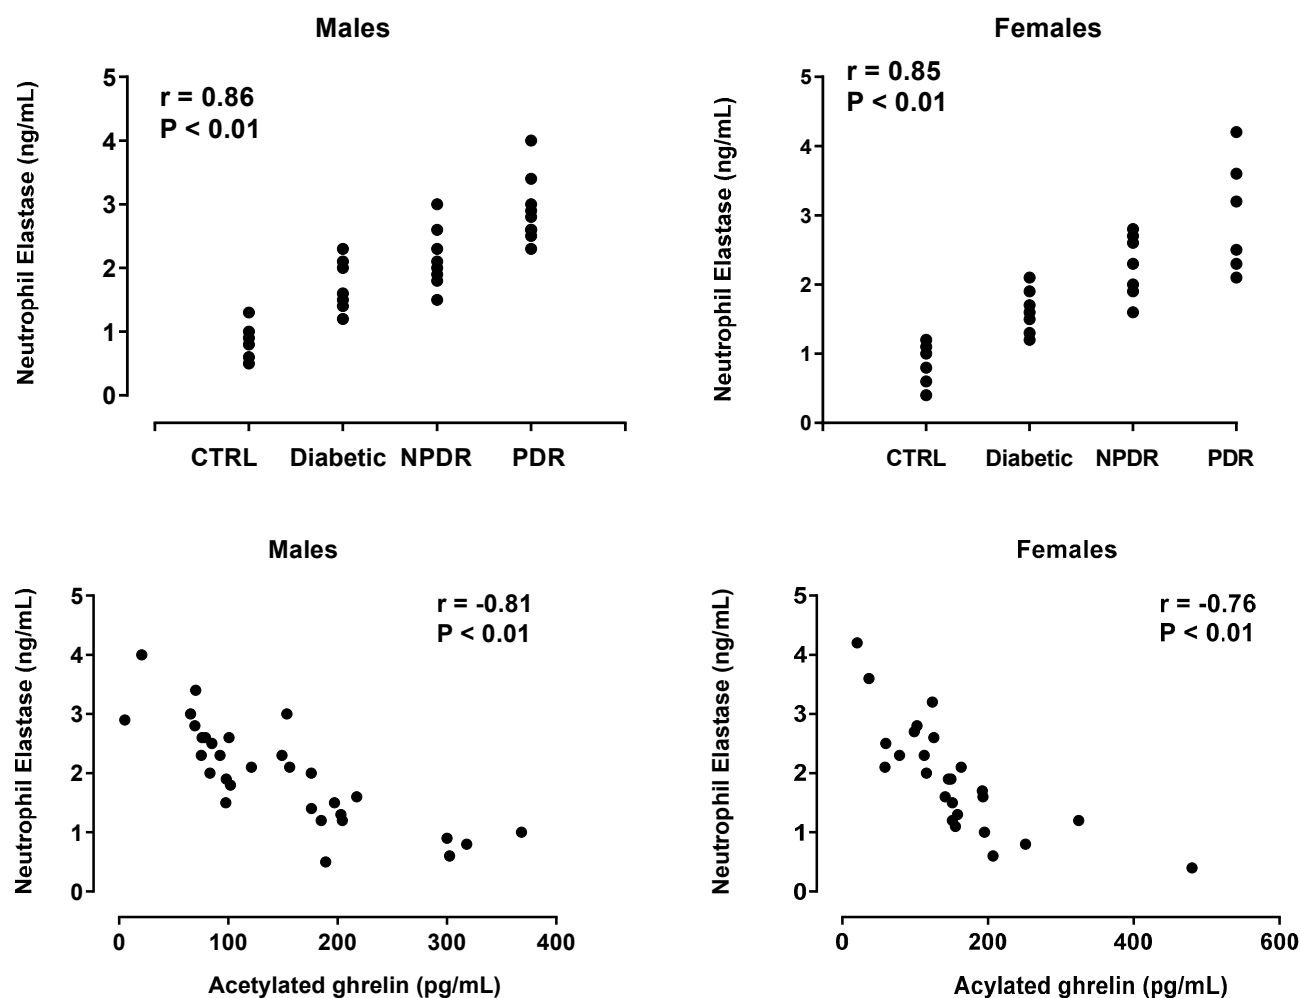 Males
r = 0.86
P < 0.01
Neutrophil Elastase (ng/mL)
5
4
3
2
1
0
CTRL Diabetic NPDR PDR
Females
r = 0.85
P < 0.01
Neutrophil Elastase (ng/mL)
5
4
3
2
1
0
CTRL Diabetic NPDR PDR
Males
r = -0.81
P < 0.01
Neutrophil Elastase (ng/mL)
5
4
3
2
1
0
0 100 200 300 400
Acetylated ghrelin (pg/mL)
Females
r = -0.76
P < 0.01
Neutrophil Elastase (ng/mL)
5
4
3
2
1
0
0 200 400 600
Acylated ghrelin (pg/mL)